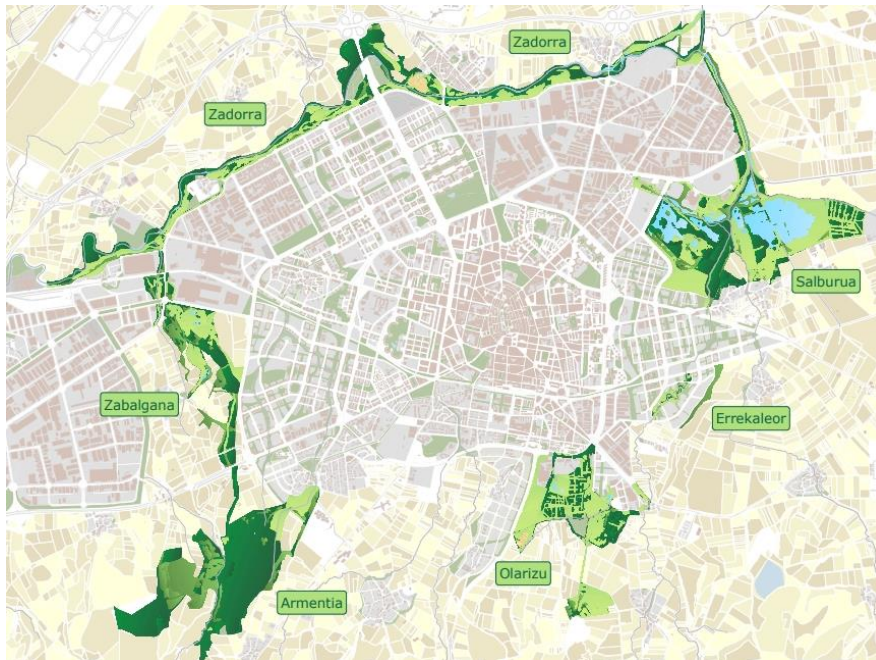 Zadorra
Zadorra
Salburua
Zabalgana
Errekaleor
Olarizu
Armentia